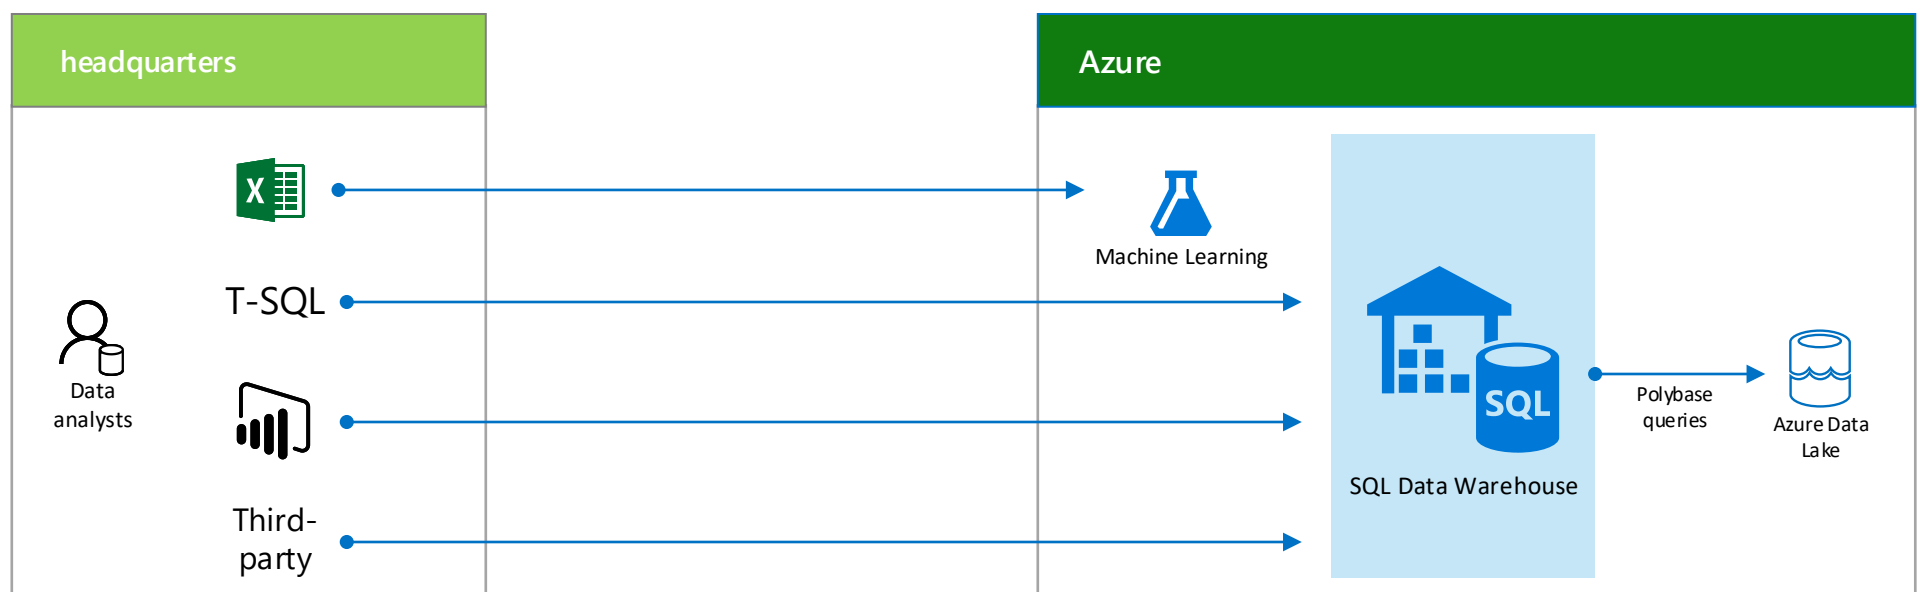 headquarters
Azure
X
Machine Learning
T-SQL
Data
analysts
SQL
Polybase
queries
Azure Data
Lake
SQL Data Warehouse
Third-
party